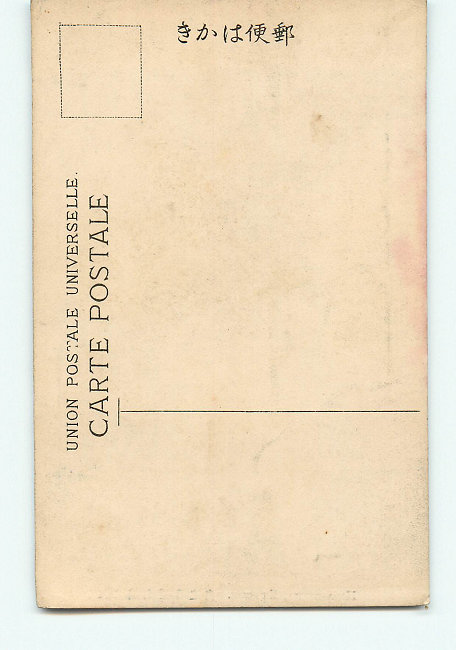 きかは便郵
UNION POSTALE UNIVERSELLE.
CARTE POSTALE